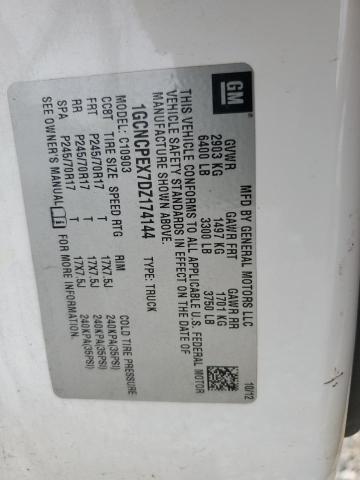 GM
MFD BY GENERAL MOTORS LLC 10/12
GVWR GAWR FRT GAWR RR
2903 KG 1497 KG 1701 KG
6400 LB 3300 LB 3750 LB
THIS VEHICLE CONFORMS TO ALL APPLICABLE U.S. FEDERAL MOTOR
VEHICLE SAFETY STANDARDS IN EFFECT ON THE DATE OF
MANUFACTURE SHOWN ABOVE.
1GCNCPEX7DZ174144 TYPE: TRUCK
MODEL: C10903
CC8T TIRE SIZE SPEED RTG RIM COLD TIRE PRESSURE
FRT P245/70R17 T 17X7.5J 240KPA(35PSI)
RR P245/70R17 T 17X7.5J 240KPA(35PSI)
SPA P245/70R17 T 17X7.5J 240KPA(35PSI)
SEE OWNER'S MANUAL i FOR MORE INFORMATION.